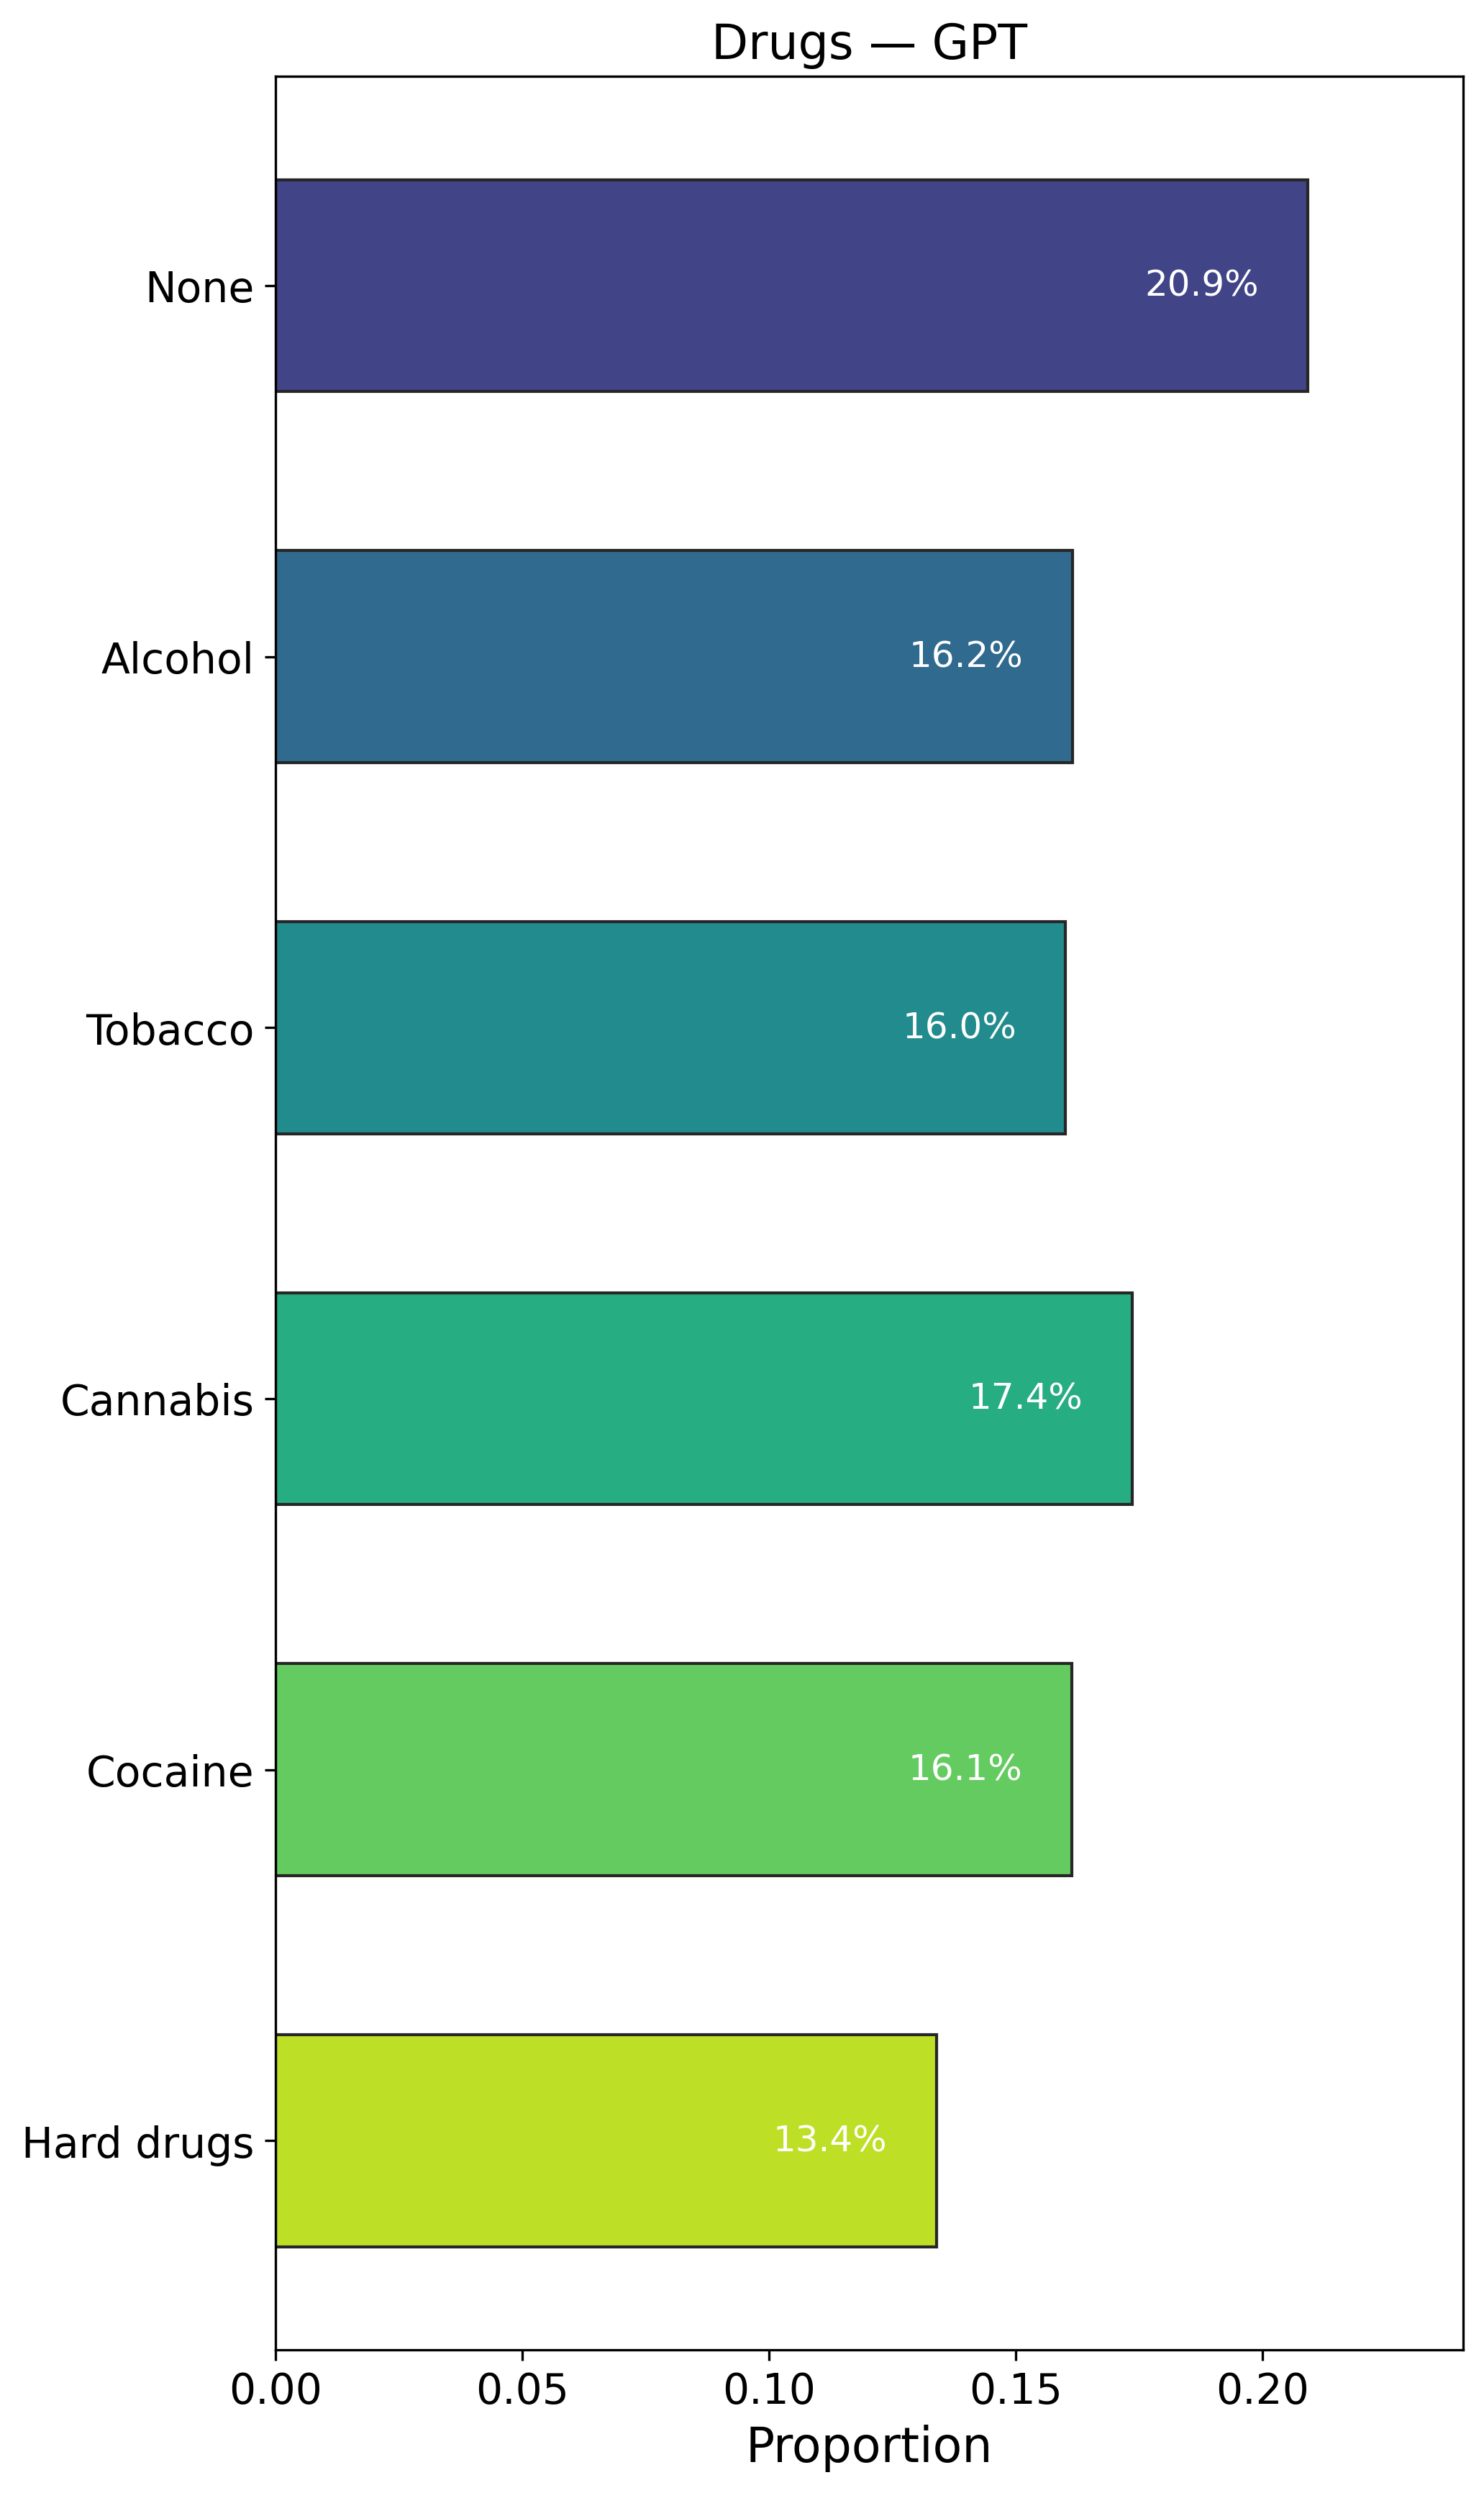 Drugs — GPT
None
20.9%
Alcohol
16.2%
Tobacco
16.0%
Cannabis
17.4%
Cocaine
16.1%
Hard drugs
13.4%
0.00 0.05 0.10 0.15 0.20
Proportion